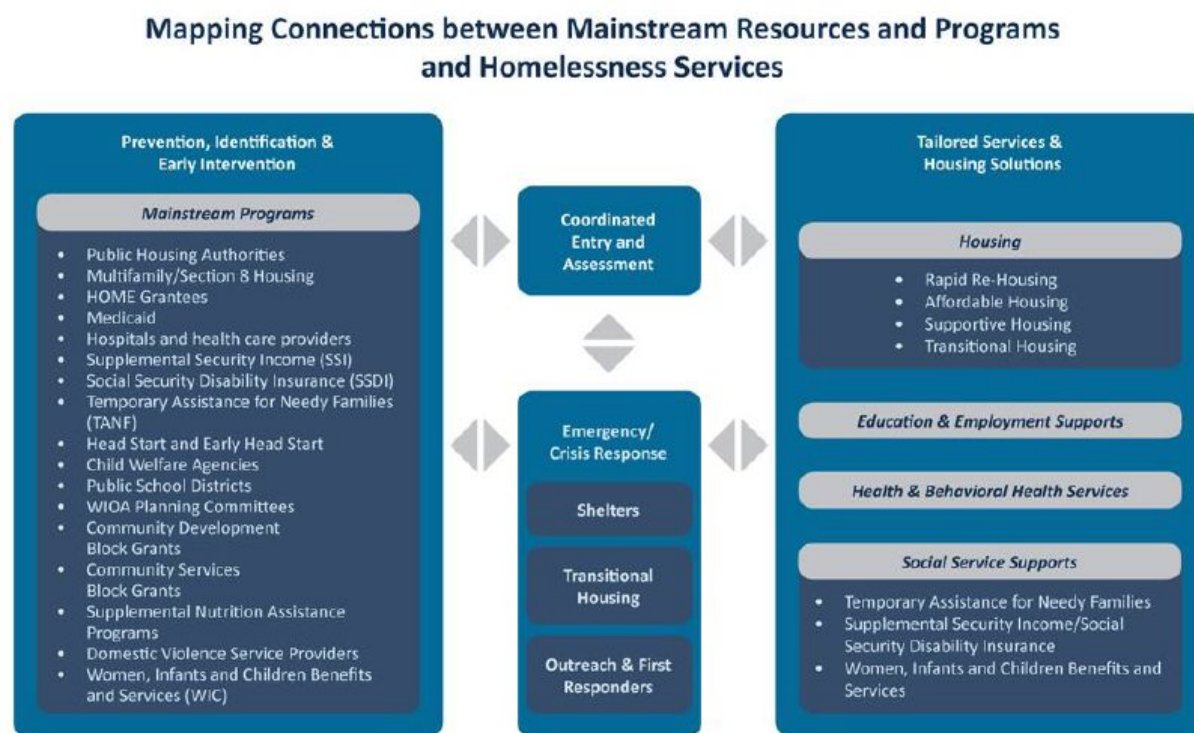 Mapping Connections between Mainstream Resources and Programs
and Homelessness Services
Prevention, Identification &
Early Intervention
Mainstream Programs
• Public Housing Authorities
• Multifamily/Section 8 Housing
• HOME Grantees
• Medicaid
• Hospitals and health care providers
• Supplemental Security Income (SSI)
• Social Security Disability Insurance (SSDI)
• Temporary Assistance for Needy Families
(TANF)
• Head Start and Early Head Start
• Child Welfare Agencies
• Public School Districts
• WIOA Planning Committees
• Community Development
Block Grants
• Community Services
Block Grants
• Supplemental Nutrition Assistance
Programs
• Domestic Violence Service Providers
• Women, Infants and Children Benefits
and Services (WIC)
Coordinated
Entry and
Assessment
Emergency/
Crisis Response
Shelters
Transitional
Housing
Outreach & First
Responders
Tailored Services &
Housing Solutions
Housing
• Rapid Re-Housing
• Affordable Housing
• Supportive Housing
• Transitional Housing
Education & Employment Supports
Health & Behavioral Health Services
Social Service Supports
• Temporary Assistance for Needy Families
• Supplemental Security Income/Social
Security Disability Insurance
• Women, Infants and Children Benefits and
Services